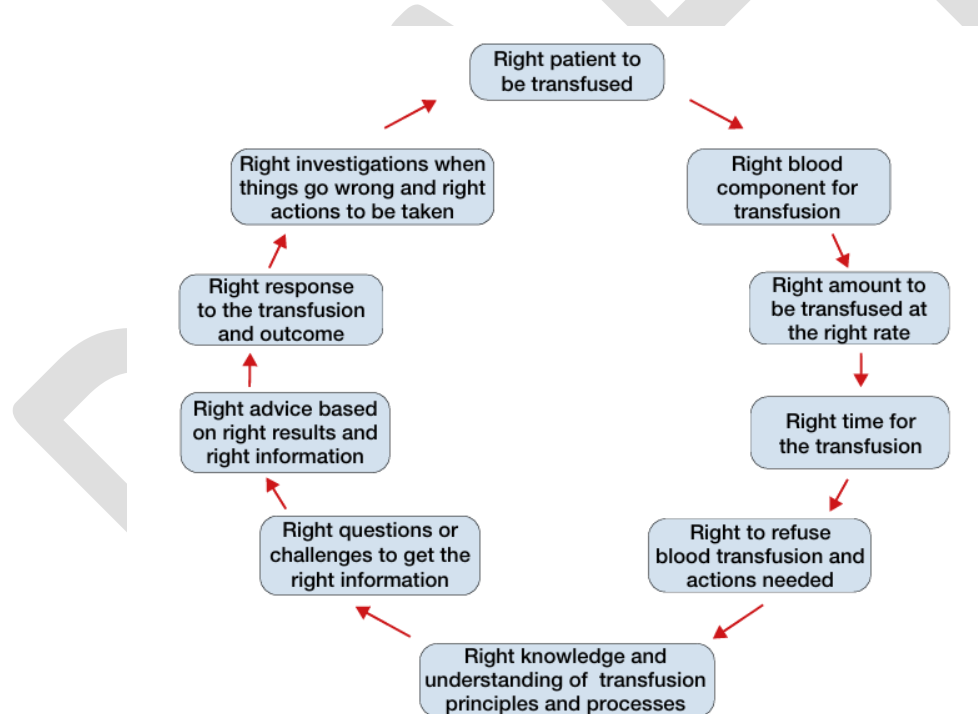 Right patient to
be transfused
Right blood
component for
transfusion
Right amount to
be transfused at
the right rate
Right time for
the transfusion
Right to refuse
blood transfusion and
actions needed
Right knowledge and
understanding of transfusion
principles and processes
Right questions or
challenges to get the
right information
Right advice based
on right results and
right information
Right response
to the transfusion
and outcome
Right investigations when
things go wrong and right
actions to be taken